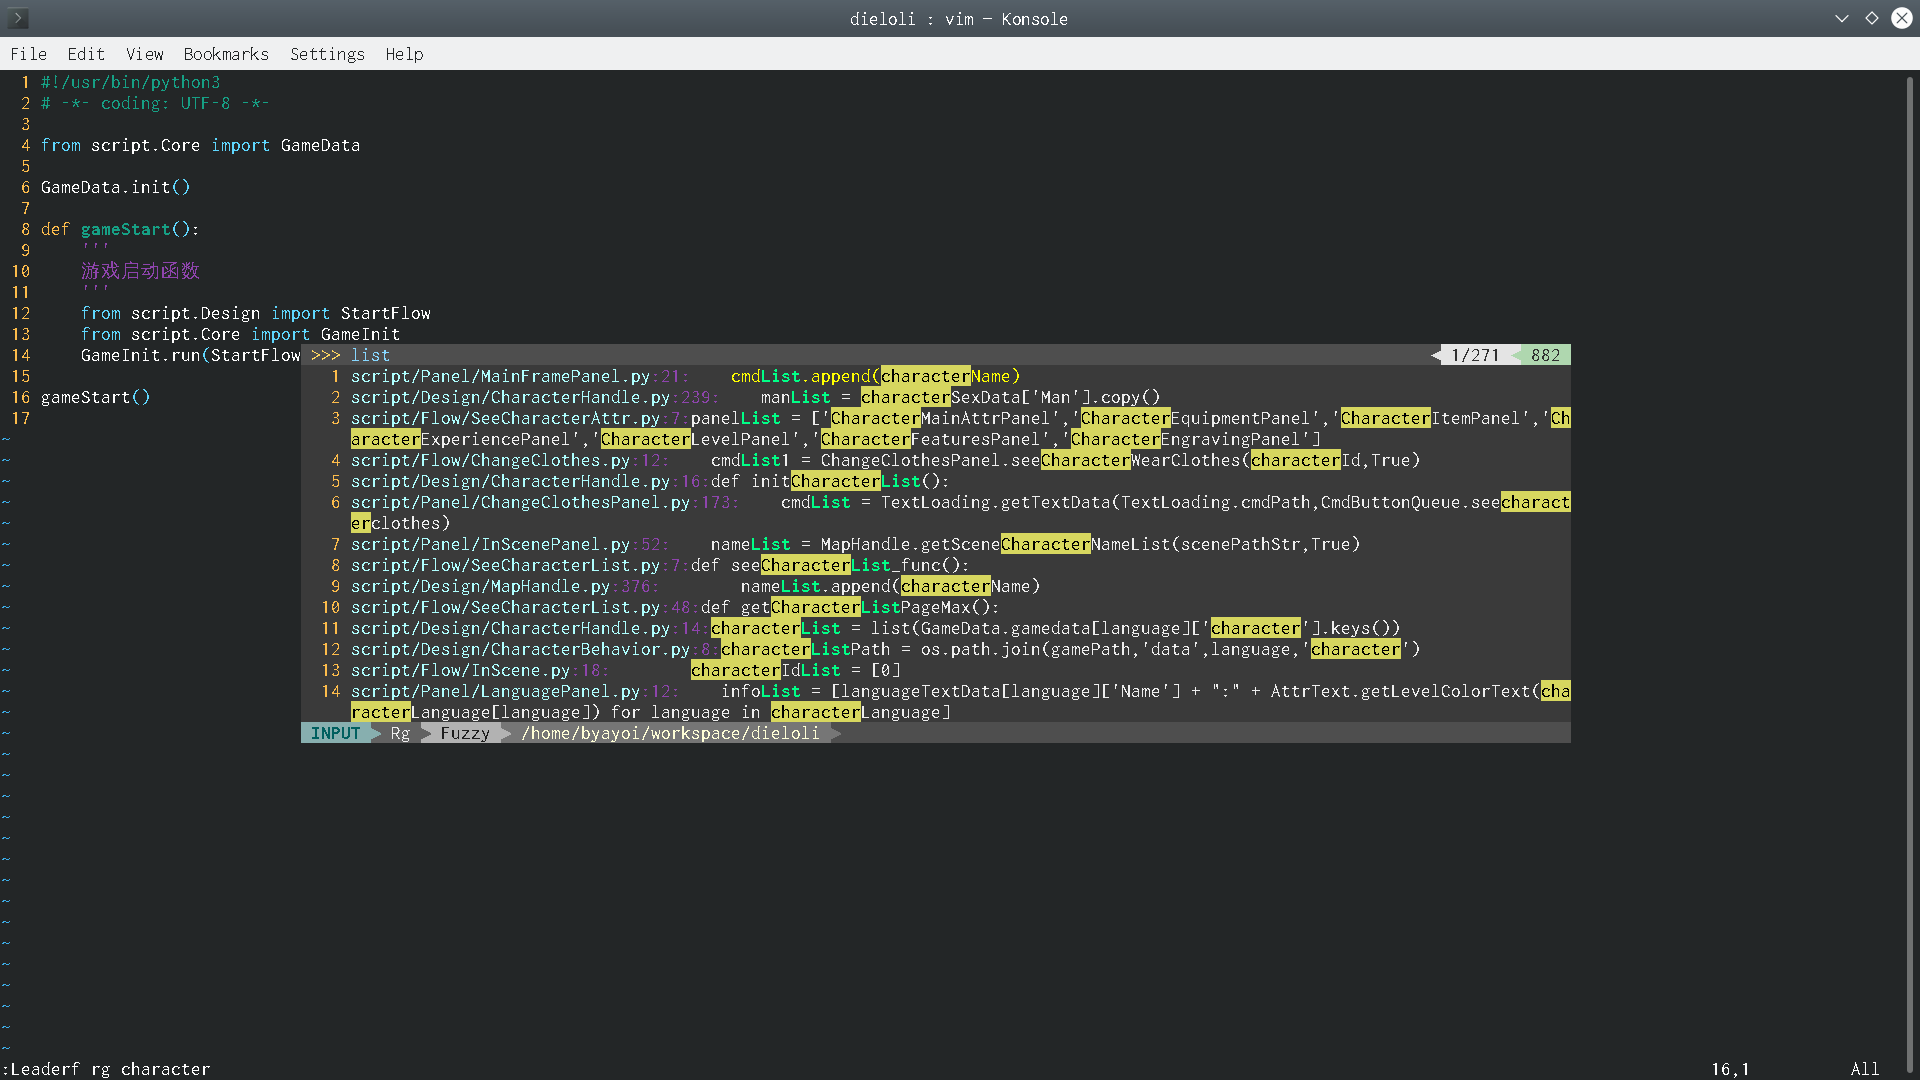 dieloli : vim — Konsole
File Edit View Bookmarks Settings Help
1 #!/usr/bin/python3
2 # -*- coding: UTF-8 -*-
3
4 from script.Core import GameData
5
6 GameData.init()
7
8 def gameStart():
9     '''
10     游戏启动函数
11     '''
12     from script.Design import StartFlow
13     from script.Core import GameInit
14     GameInit.run(StartFlow
15
16 gameStart()
17
>>> list 1/271 882
1 script/Panel/MainFramePanel.py:21:    cmdList.append(characterName)
2 script/Design/CharacterHandle.py:239:    manList = characterSexData['Man'].copy()
3 script/Flow/SeeCharacterAttr.py:7:panelList = ['CharacterMainAttrPanel','CharacterEquipmentPanel','CharacterItemPanel','Ch
aracterExperiencePanel','CharacterLevelPanel','CharacterFeaturesPanel','CharacterEngravingPanel']
4 script/Flow/ChangeClothes.py:12:    cmdList1 = ChangeClothesPanel.seeCharacterWearClothes(characterId,True)
5 script/Design/CharacterHandle.py:16:def initCharacterList():
6 script/Panel/ChangeClothesPanel.py:173:    cmdList = TextLoading.getTextData(TextLoading.cmdPath,CmdButtonQueue.seecharact
erclothes)
7 script/Panel/InScenePanel.py:52:    nameList = MapHandle.getSceneCharacterNameList(scenePathStr,True)
8 script/Flow/SeeCharacterList.py:7:def seeCharacterList_func():
9 script/Design/MapHandle.py:376:        nameList.append(characterName)
10 script/Flow/SeeCharacterList.py:48:def getCharacterListPageMax():
11 script/Design/CharacterHandle.py:14:characterList = list(GameData.gamedata[language]['character'].keys())
12 script/Design/CharacterBehavior.py:8:characterListPath = os.path.join(gamePath,'data',language,'character')
13 script/Flow/InScene.py:18:        characterIdList = [0]
14 script/Panel/LanguagePanel.py:12:    infoList = [languageTextData[language]['Name'] + ":" + AttrText.getLevelColorText(cha
racterLanguage[language]) for language in characterLanguage]
INPUT Rg Fuzzy /home/byayoi/workspace/dieloli
:Leaderf rg character 16,1 All